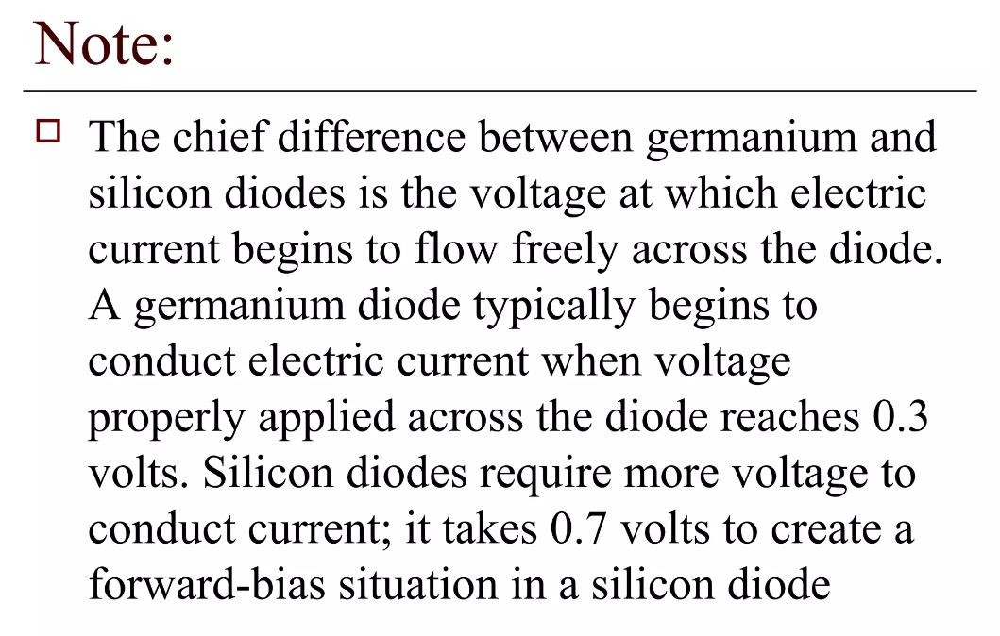 Note:
The chief difference between germanium and
silicon diodes is the voltage at which electric
current begins to flow freely across the diode.
A germanium diode typically begins to
conduct electric current when voltage
properly applied across the diode reaches 0.3
volts. Silicon diodes require more voltage to
conduct current; it takes 0.7 volts to create a
forward-bias situation in a silicon diode